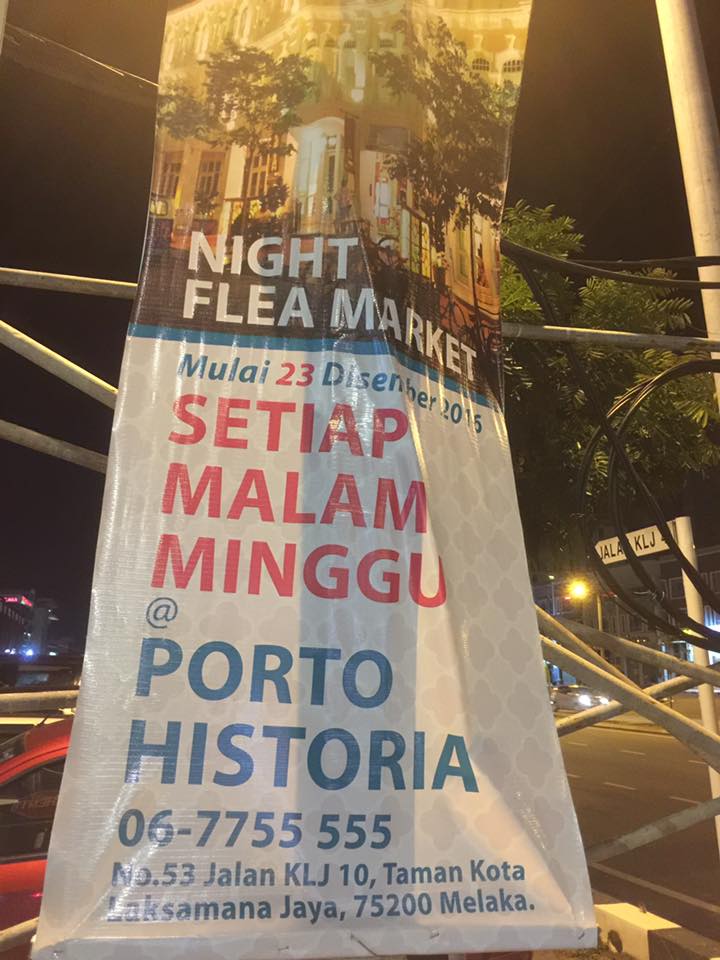 NIGHT
FLEA MARKET
Mulai 23 Disember 2016
SETIAP
MALAM
MINGGU
@
PORTO
HISTORIA
06-7755 555
No.53 Jalan KLJ 10, Taman Kota
Laksamana Jaya, 75200 Melaka.
JALAN KLJ 4